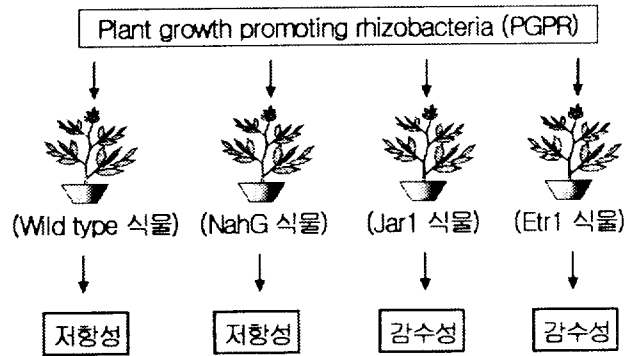 Plant growth promoting rhizobacteria (PGPR)
(Wild type 식물) (NahG 식물) (Jar1 식물) (Etr1 식물)
저항성 저항성 감수성 감수성